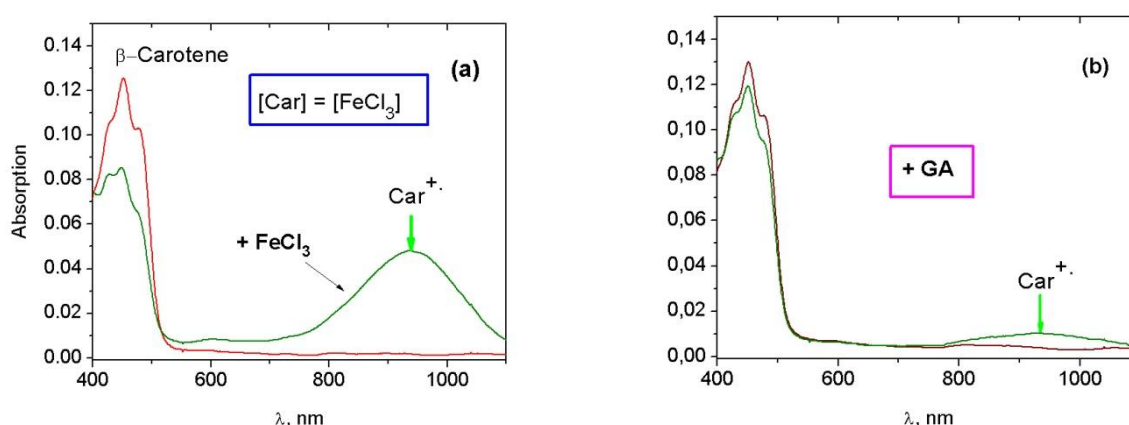 β–Carotene
(a)
[Car] = [FeCl3]
Car+·
+ FeCl3
Absorption
0.14
0.12
0.10
0.08
0.06
0.04
0.02
0.00
400 600 800 1000
λ, nm
(b)
+ GA
Car+·
0,14
0,12
0,10
0,08
0,06
0,04
0,02
0,00
400 600 800 1000
λ, nm